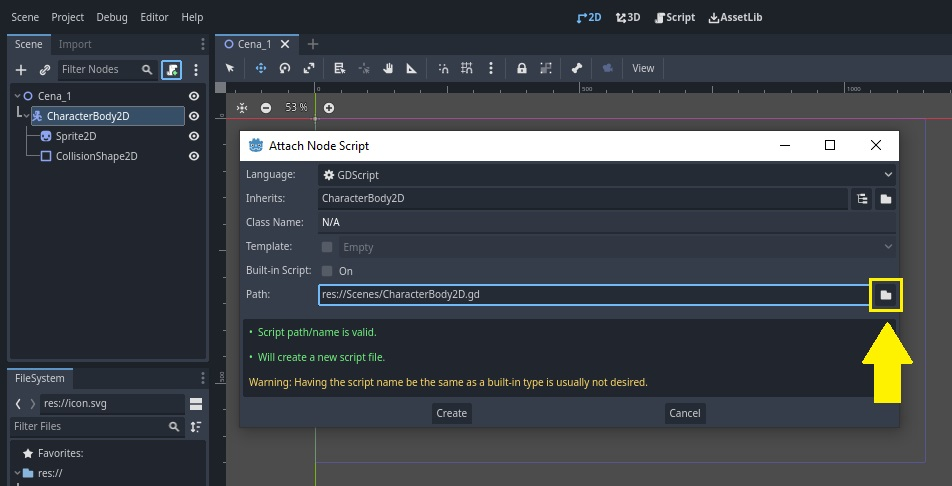 Scene Project Debug Editor Help 2D 3D Script AssetLib
Scene Import Cena_1
Filter Nodes View
Cena_1 53 % 0 500 1000
CharacterBody2D
Sprite2D
CollisionShape2D
Attach Node Script
Language: GDScript
Inherits: CharacterBody2D
Class Name: N/A
Template: Empty
Built-in Script: On
Path: res://Scenes/CharacterBody2D.gd
• Script path/name is valid.
• Will create a new script file.
Warning: Having the script name be the same as a built-in type is usually not desired.
Create Cancel
FileSystem
res://icon.svg
Filter Files
Favorites:
res://
0
500